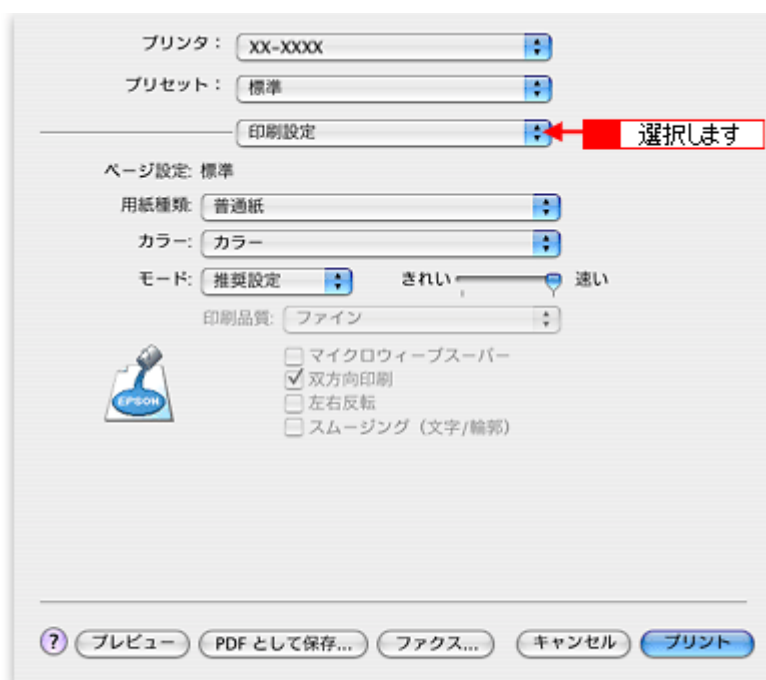 プリンタ： XX-XXXX
プリセット： 標準
印刷設定 選択します
ページ設定: 標準
用紙種類: 普通紙
カラー: カラー
モード: 推奨設定 きれい 速い
印刷品質: ファイン
マイクロウィーブスーパー
双方向印刷
EPSON 左右反転
スムージング（文字/輪郭）
? プレビュー PDF として保存... ファクス... キャンセル プリント